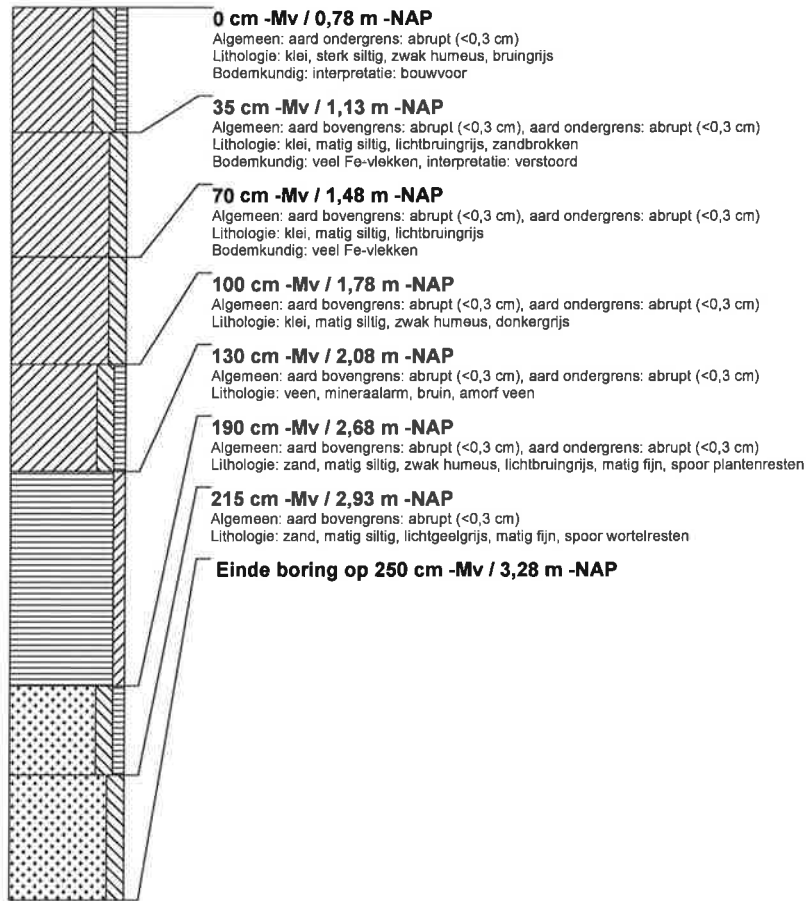 0 cm -Mv / 0,78 m -NAP
Algemeen: aard ondergrens: abrupt (<0,3 cm)
Lithologie: klei, sterk siltig, zwak humeus, bruingrijs
Bodemkundig: interpretatie: bouwvoor
35 cm -Mv / 1,13 m -NAP
Algemeen: aard bovengrens: abrupt (<0,3 cm), aard ondergrens: abrupt (<0,3 cm)
Lithologie: klei, matig siltig, lichtbruingrijs, zandbrokken
Bodemkundig: veel Fe-vlekken, interpretatie: verstoord
70 cm -Mv / 1,48 m -NAP
Algemeen: aard bovengrens: abrupt (<0,3 cm), aard ondergrens: abrupt (<0,3 cm)
Lithologie: klei, matig siltig, lichtbruingrijs
Bodemkundig: veel Fe-vlekken
100 cm -Mv / 1,78 m -NAP
Algemeen: aard bovengrens: abrupt (<0,3 cm), aard ondergrens: abrupt (<0,3 cm)
Lithologie: klei, matig siltig, zwak humeus, donkergrijs
130 cm -Mv / 2,08 m -NAP
Algemeen: aard bovengrens: abrupt (<0,3 cm), aard ondergrens: abrupt (<0,3 cm)
Lithologie: veen, mineraalarm, bruin, amorf veen
190 cm -Mv / 2,68 m -NAP
Algemeen: aard bovengrens: abrupt (<0,3 cm), aard ondergrens: abrupt (<0,3 cm)
Lithologie: zand, matig siltig, zwak humeus, lichtbruingrijs, matig fijn, spoor plantenresten
215 cm -Mv / 2,93 m -NAP
Algemeen: aard bovengrens: abrupt (<0,3 cm)
Lithologie: zand, matig siltig, lichtgeelgrijs, matig fijn, spoor wortelresten
Einde boring op 250 cm -Mv / 3,28 m -NAP